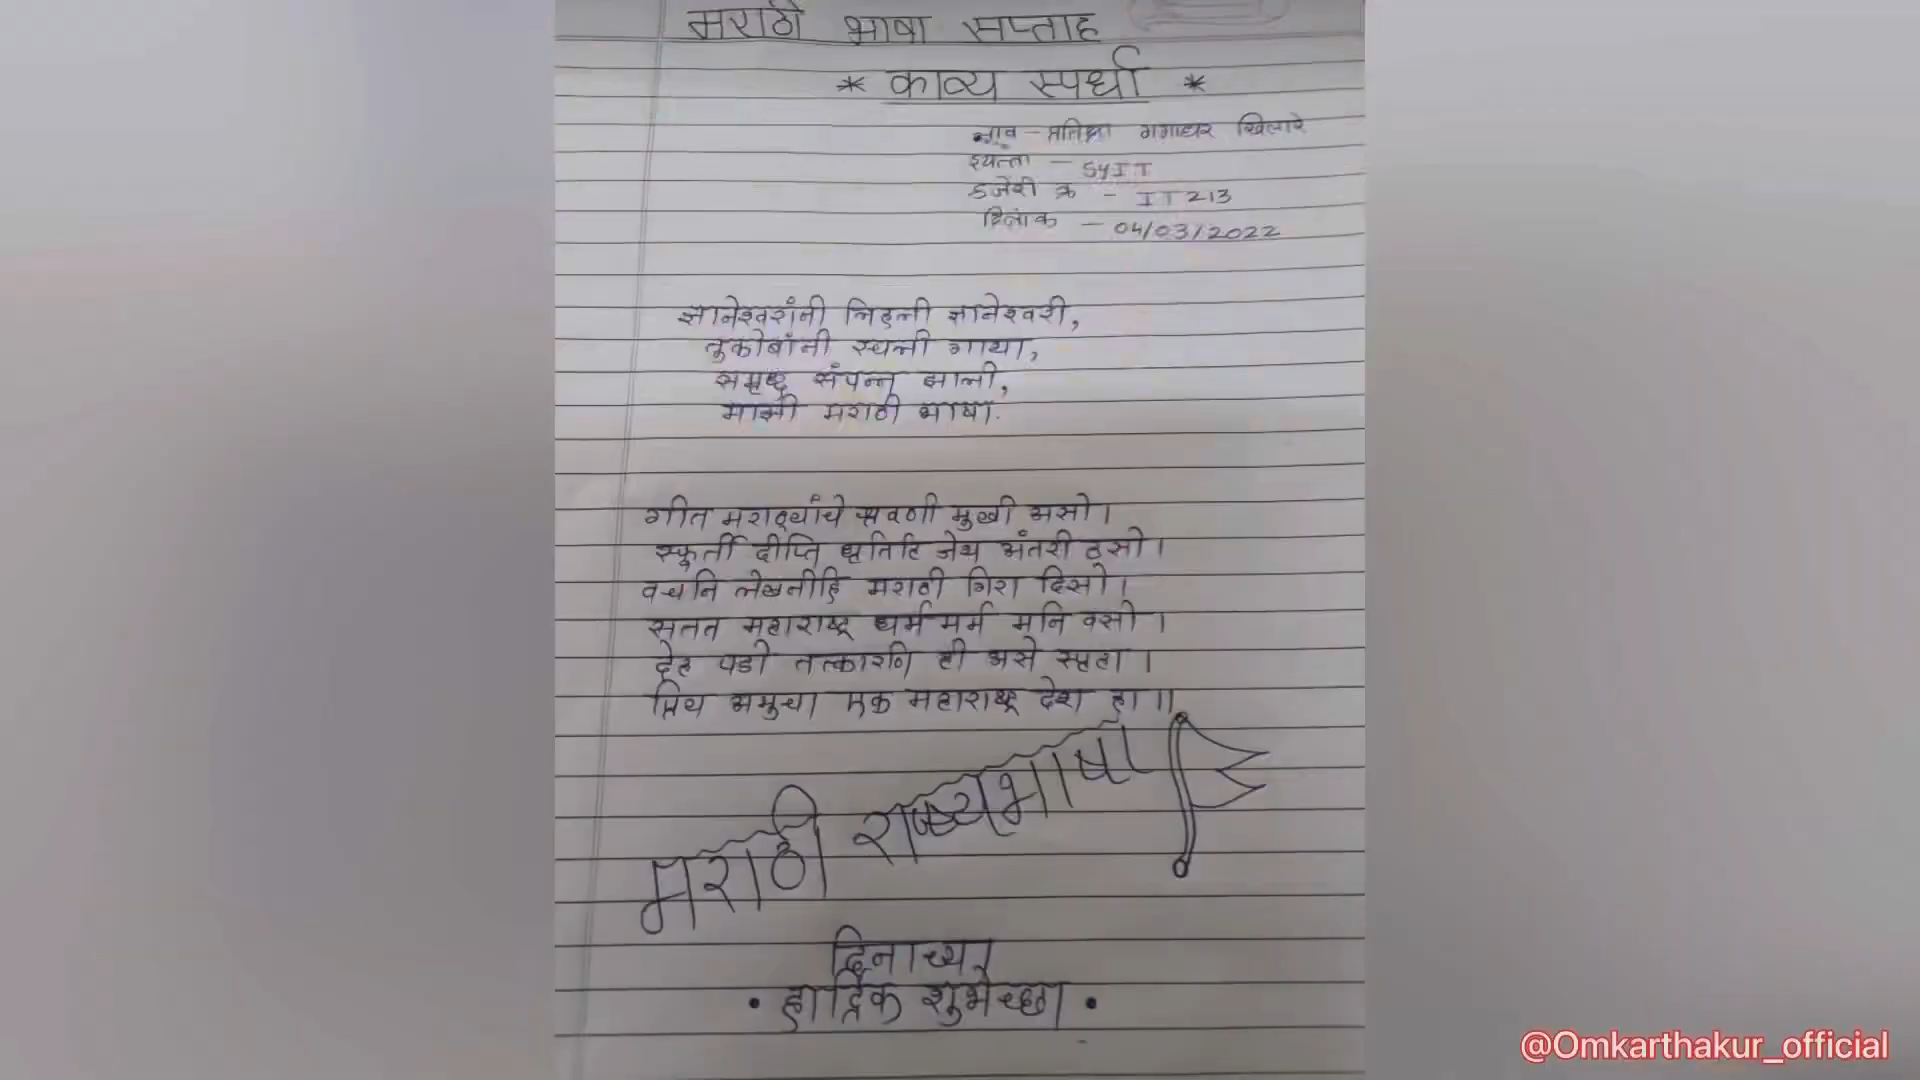 मराठी भाषा सप्ताह
* काव्य स्पर्धा *
नाव - प्रतिक्षा गंगाधर खिल्लारे
इयत्ता - SYIT
हजेरी क्र - IT213
दिनांक - 04/03/2022
ज्ञानेश्वरांनी लिहली ज्ञानेश्वरी,
तुकोबांनी रचली गाथा,
समृद्ध संपन्न झाली,
माझी मराठी भाषा.
गीत मराठ्यांचे श्रवणी मुखी असो।
स्फूर्ती दीप्ति धृतिहि जेथ अंतरी ठसो।
वचनि लेखनीहि मराठी गिरा दिसो।
सतत महाराष्ट्र धर्म मर्म मनि वसो।
देह पडो तत्कारणि ही असे स्पृहा।
प्रिय अमुचा एक महाराष्ट्र देश हा॥
मराठी राज्यभाषा
दिनाच्या
• हार्दिक शुभेच्छा •
@Omkarthakur_official